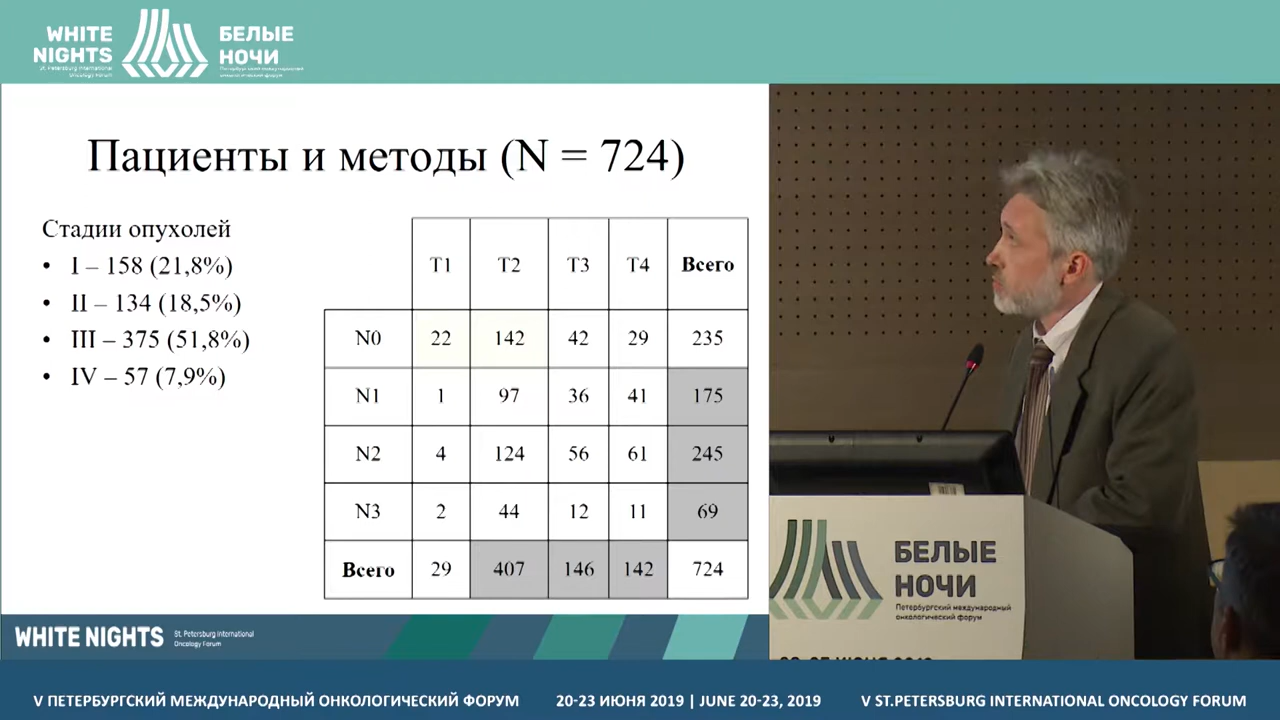 WHITE
NIGHTS
St. Petersburg International
Oncology Forum
БЕЛЫЕ
НОЧИ
Петербургский международный
онкологический форум
Пациенты и методы (N = 724)
Стадии опухолей
• I – 158 (21,8%)
• II – 134 (18,5%)
• III – 375 (51,8%)
• IV – 57 (7,9%)
T1 T2 T3 T4 Всего
N0 22 142 42 29 235
N1 1 97 36 41 175
N2 4 124 56 61 245
N3 2 44 12 11 69
Всего 29 407 146 142 724
WHITE NIGHTS
St. Petersburg International
Oncology Forum
БЕЛЫЕ
НОЧИ
Петербургский международный
онкологический форум
V ПЕТЕРБУРГСКИЙ МЕЖДУНАРОДНЫЙ ОНКОЛОГИЧЕСКИЙ ФОРУМ 20-23 ИЮНЯ 2019 | JUNE 20-23, 2019 V ST.PETERSBURG INTERNATIONAL ONCOLOGY FORUM